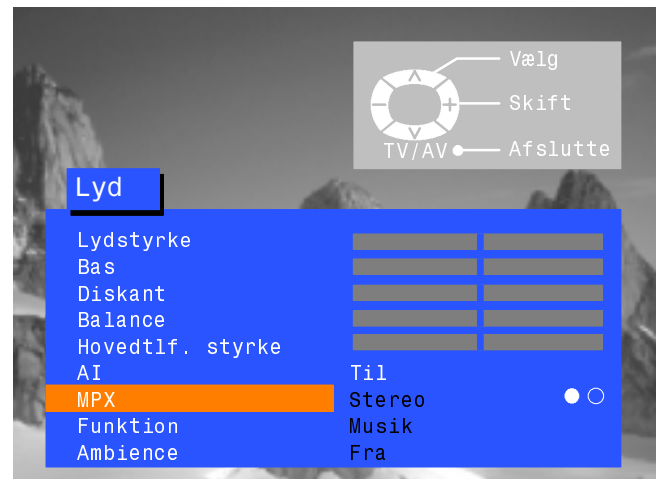 Vælg
Skift
TV/AV Afslutte
Lyd
Lydstyrke
Bas
Diskant
Balance
Hovedtlf. styrke
AI Til
MPX Stereo
Funktion Musik
Ambience Fra